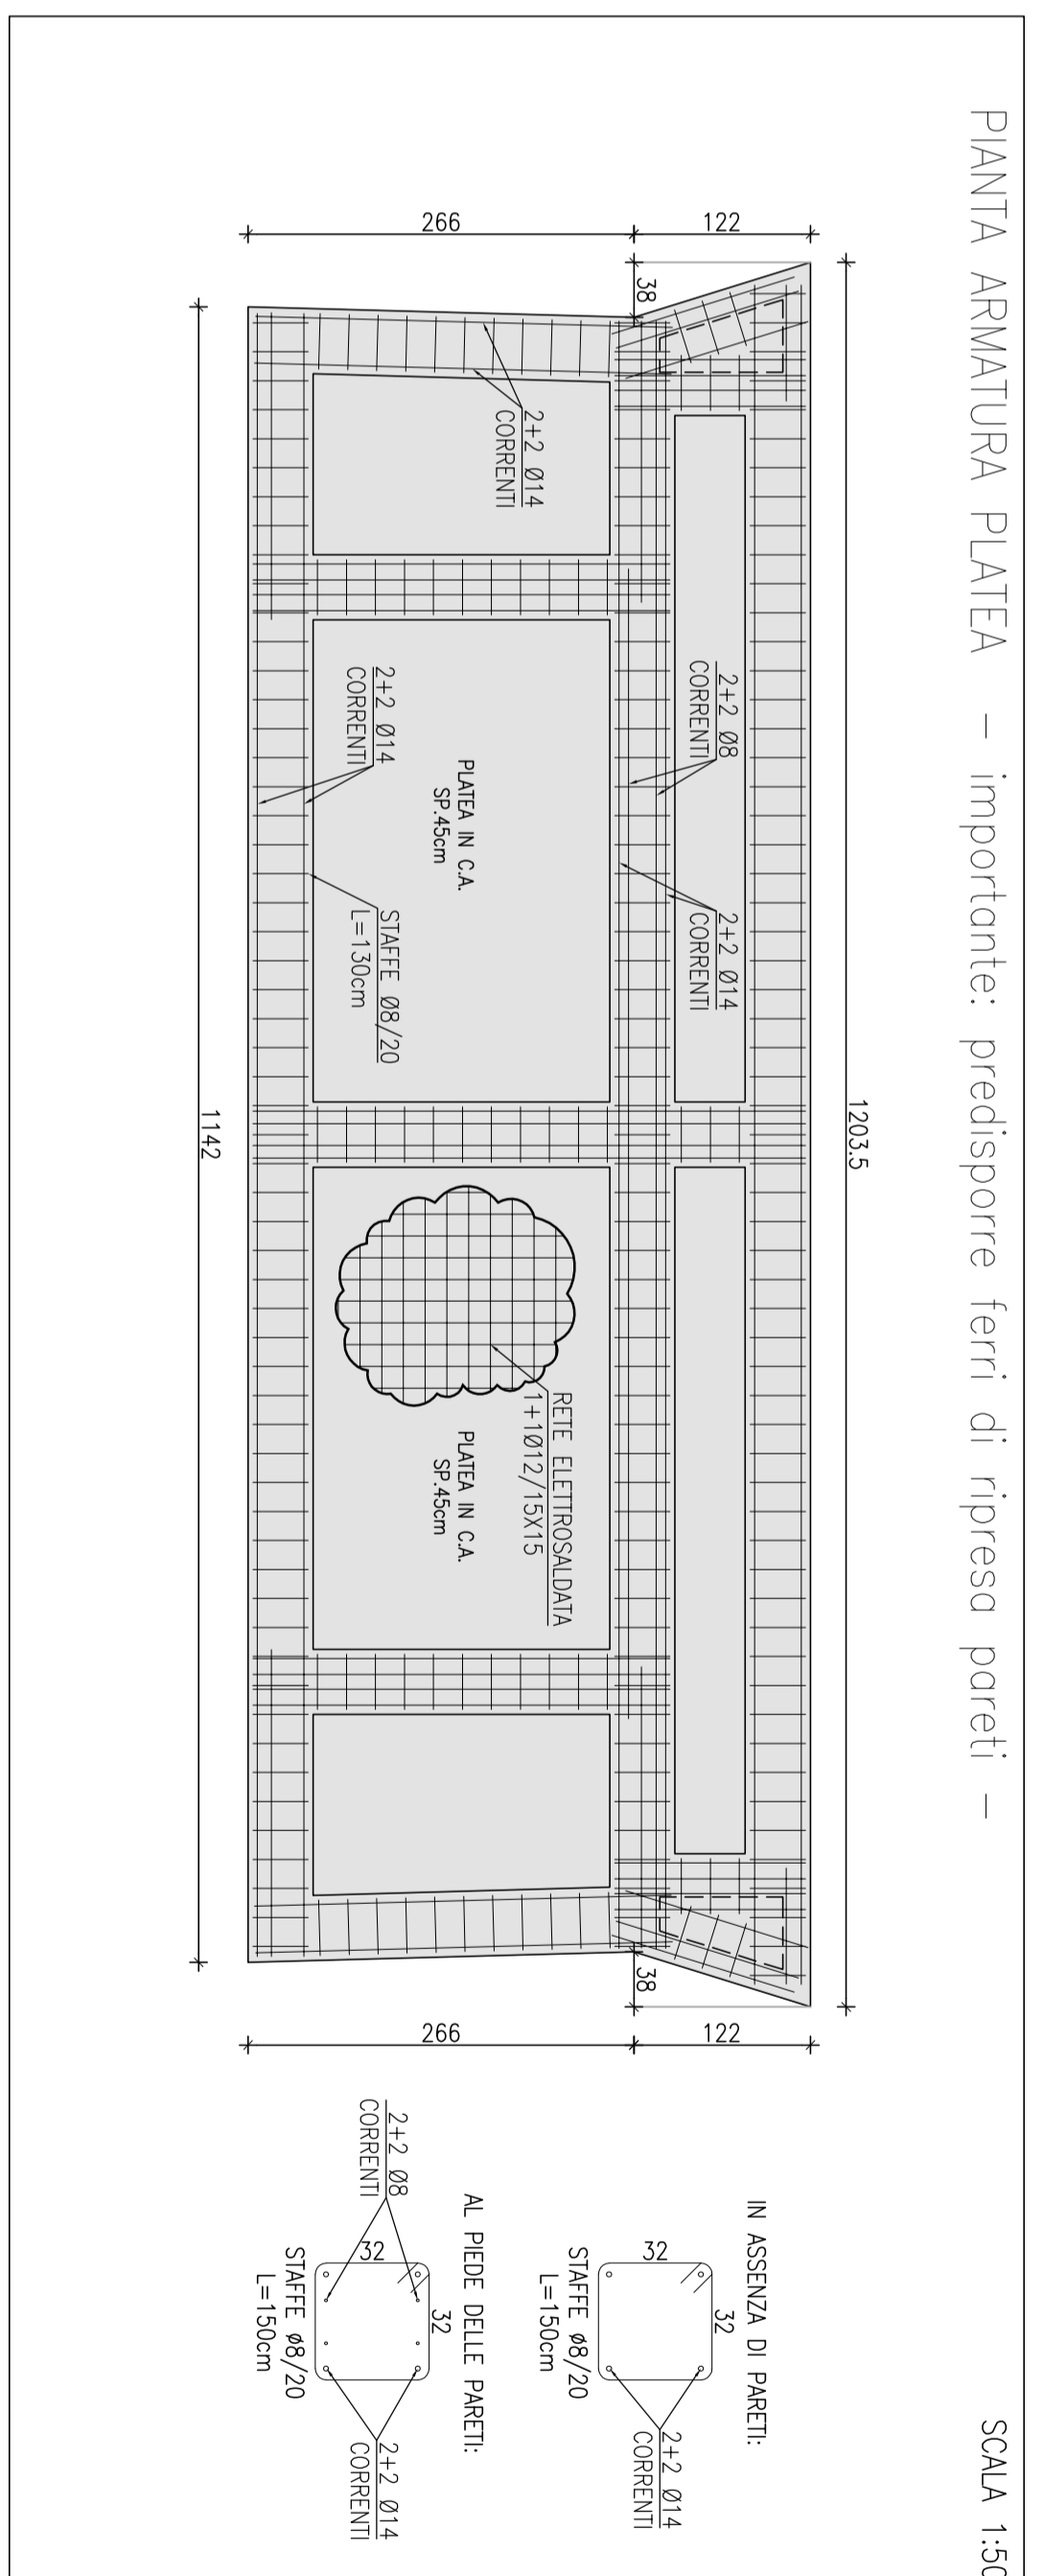 PIANTA ARMATURA PLATEA – importante: predisporre ferri di ripresa pareti –
SCALA 1:50
1203.5
122
266
38
2+2 Ø8
CORRENTI
2+2 Ø14
CORRENTI
2+2 Ø14
CORRENTI
2+2 Ø14
CORRENTI
PLATEA IN C.A.
SP.45cm
STAFFE Ø8/20
L=130cm
RETE ELETTROSALDATA
1+1Ø12/15X15
PLATEA IN C.A.
SP.45cm
38
122
266
1142
IN ASSENZA DI PARETI:
32
32
2+2 Ø14
CORRENTI
STAFFE ø8/20
L=150cm
AL PIEDE DELLE PARETI:
2+2 Ø8
CORRENTI
32
32
2+2 Ø14
CORRENTI
STAFFE ø8/20
L=150cm